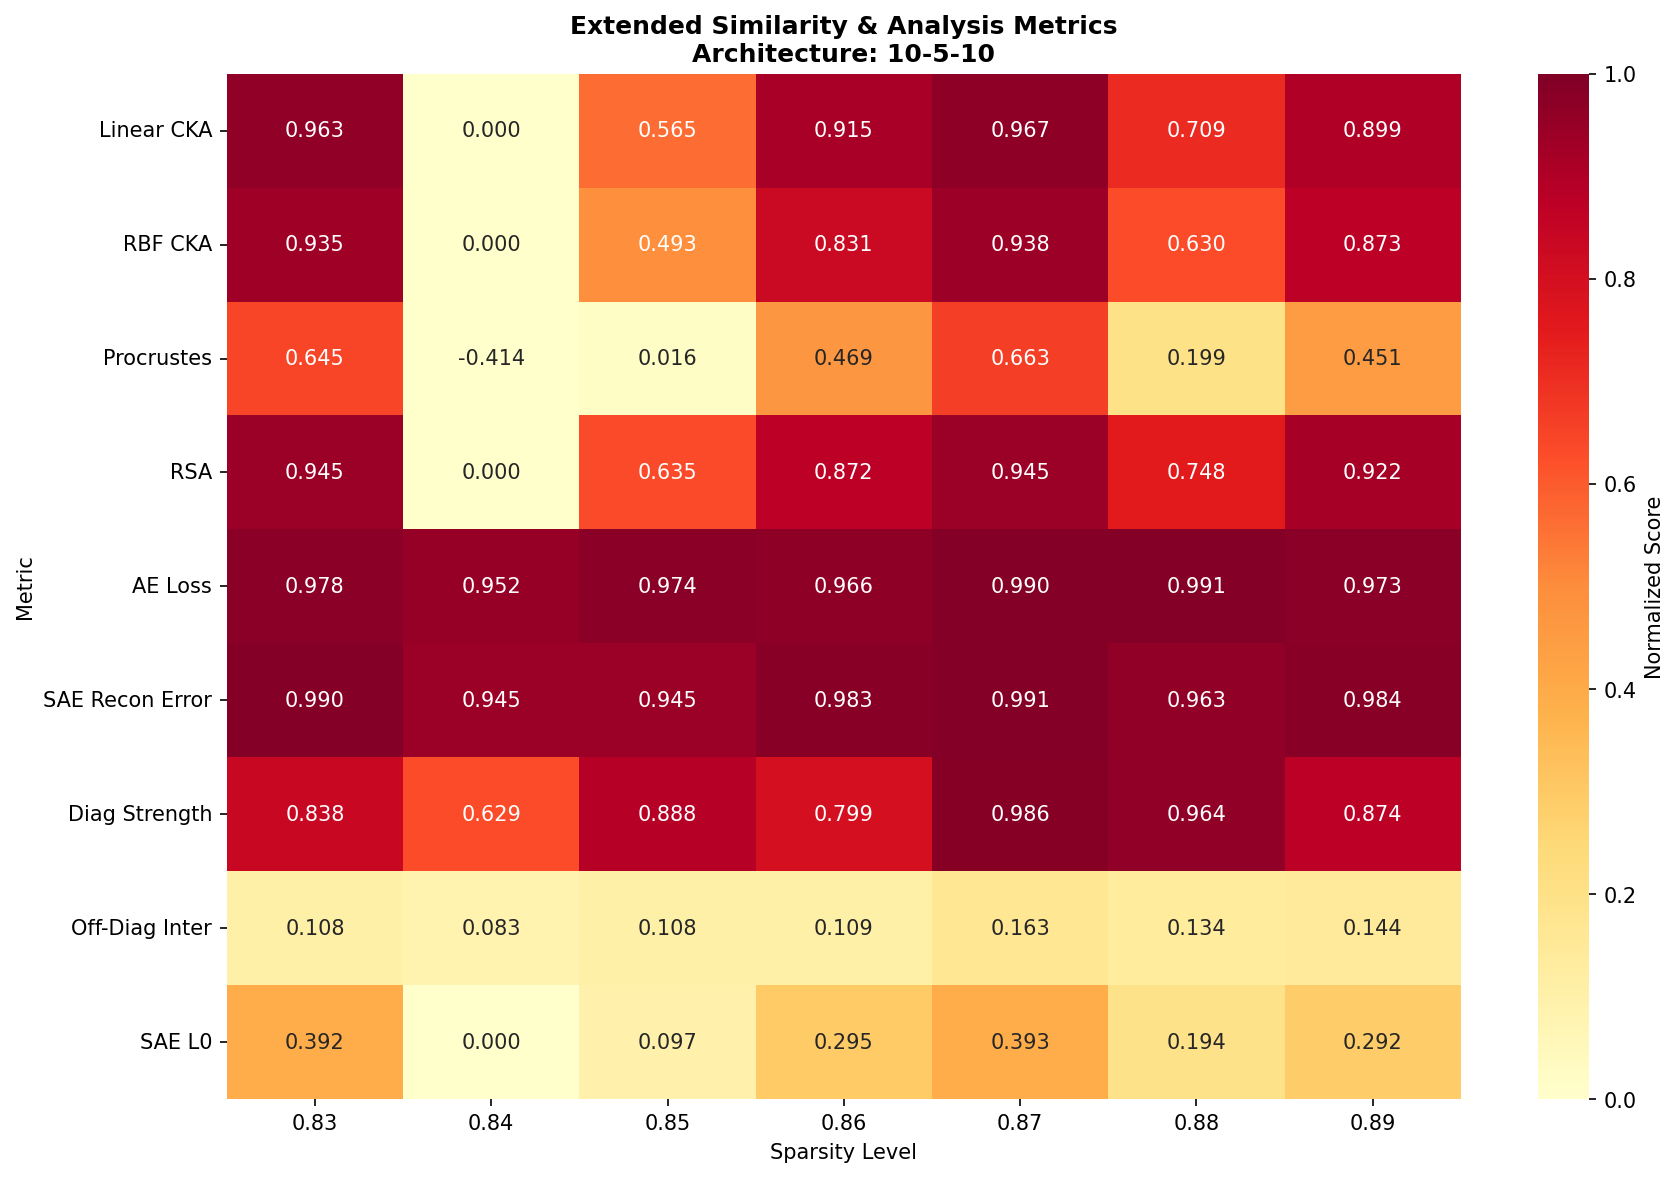 Extended Similarity & Analysis Metrics
Architecture: 10-5-10
Metric
Linear CKA 0.963 0.000 0.565 0.915 0.967 0.709 0.899
RBF CKA 0.935 0.000 0.493 0.831 0.938 0.630 0.873
Procrustes 0.645 -0.414 0.016 0.469 0.663 0.199 0.451
RSA 0.945 0.000 0.635 0.872 0.945 0.748 0.922
AE Loss 0.978 0.952 0.974 0.966 0.990 0.991 0.973
SAE Recon Error 0.990 0.945 0.945 0.983 0.991 0.963 0.984
Diag Strength 0.838 0.629 0.888 0.799 0.986 0.964 0.874
Off-Diag Inter 0.108 0.083 0.108 0.109 0.163 0.134 0.144
SAE L0 0.392 0.000 0.097 0.295 0.393 0.194 0.292
0.83 0.84 0.85 0.86 0.87 0.88 0.89
Sparsity Level
1.0
0.8
0.6
0.4
0.2
0.0
Normalized Score